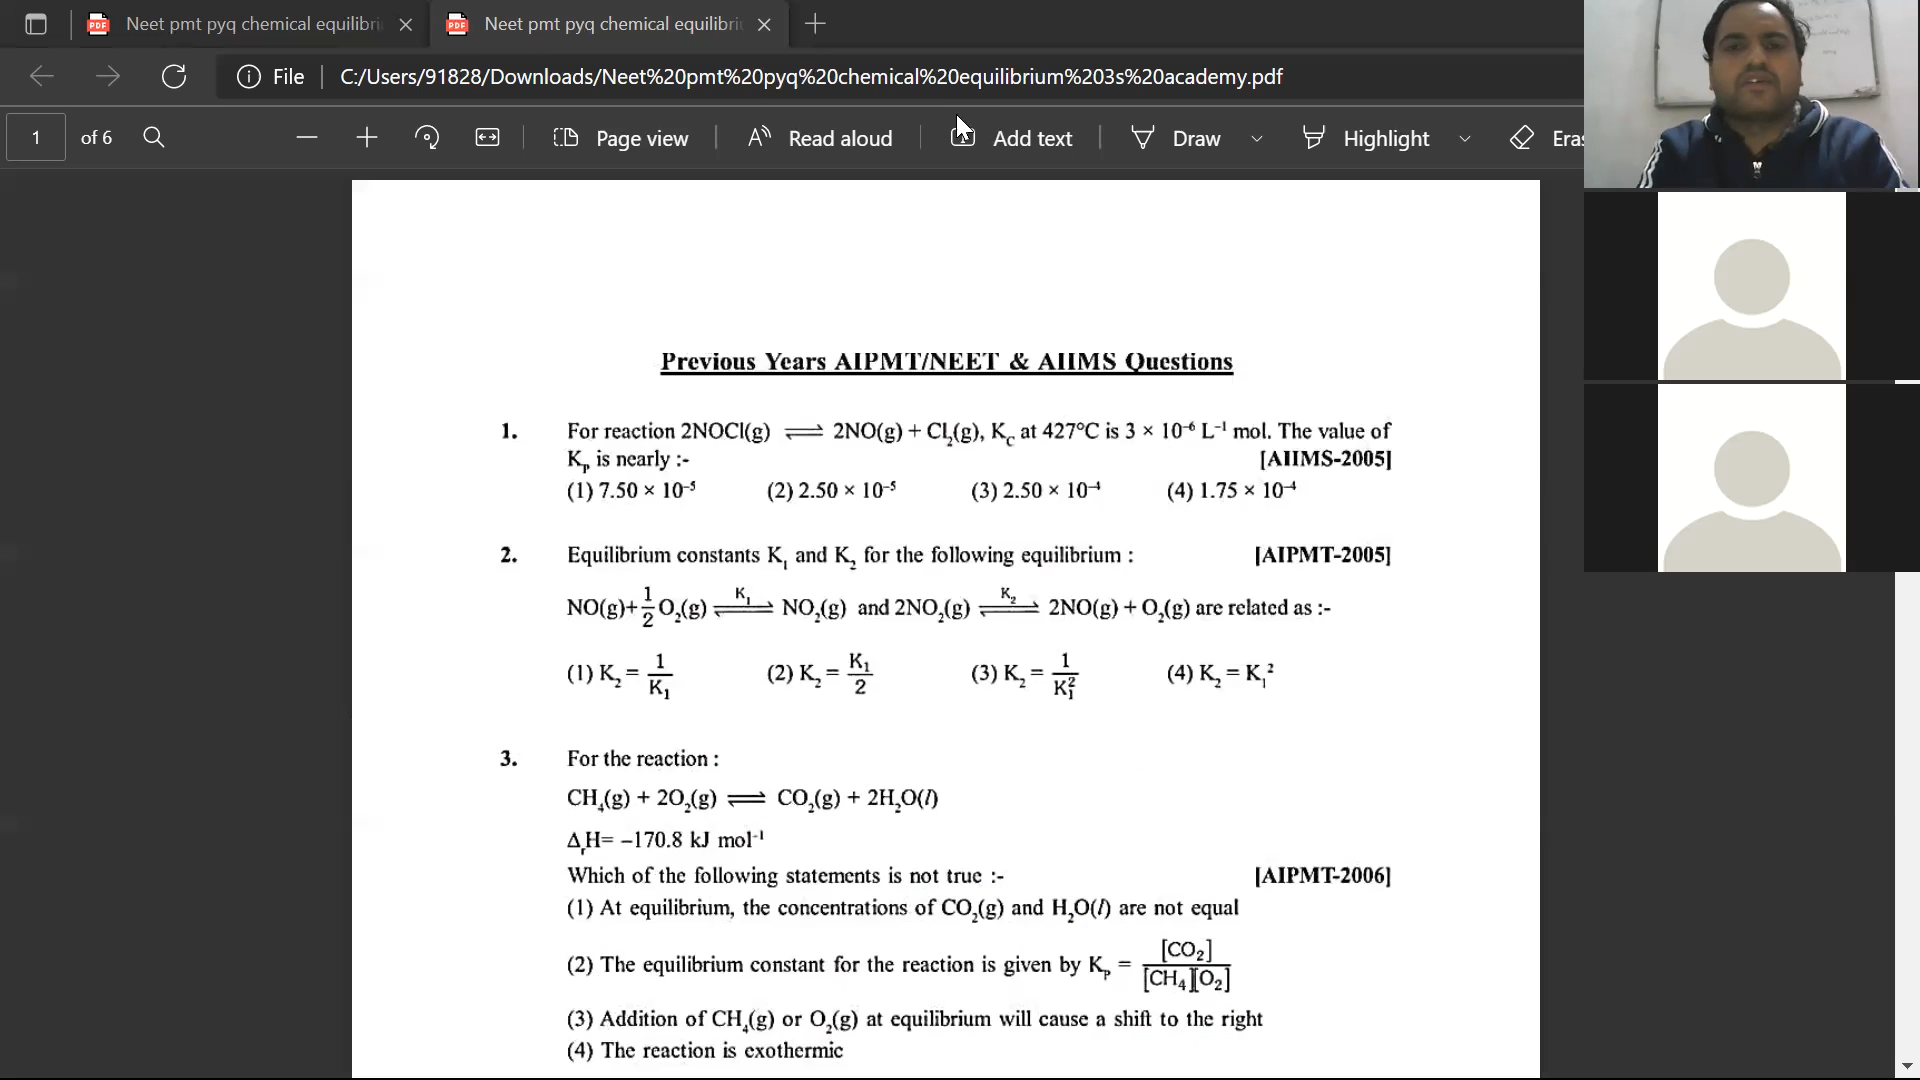 Neet pmt pyq chemical equilibri
Neet pmt pyq chemical equilibri
File C:/Users/91828/Downloads/Neet%20pmt%20pyq%20chemical%20equilibrium%203s%20academy.pdf
1 of 6 Page view Read aloud Add text Draw Highlight Eras
Previous Years AIPMT/NEET & AIIMS Questions
1. For reaction 2NOCl(g) ⇌ 2NO(g) + Cl₂(g), K_C at 427°C is 3 × 10⁻⁶ L⁻¹ mol. The value of
K_p is nearly :- [AIIMS-2005]
(1) 7.50 × 10⁻⁵ (2) 2.50 × 10⁻⁵ (3) 2.50 × 10⁻⁴ (4) 1.75 × 10⁻⁴
2. Equilibrium constants K₁ and K₂ for the following equilibrium : [AIPMT-2005]
NO(g)+1/2 O₂(g) ⇌ (K₁) NO₂(g) and 2NO₂(g) ⇌ (K₂) 2NO(g) + O₂(g) are related as :-
(1) K₂ = 1/K₁ (2) K₂ = K₁/2 (3) K₂ = 1/K₁² (4) K₂ = K₁²
3. For the reaction :
CH₄(g) + 2O₂(g) ⇌ CO₂(g) + 2H₂O(l)
ΔᵣH= −170.8 kJ mol⁻¹
Which of the following statements is not true :- [AIPMT-2006]
(1) At equilibrium, the concentrations of CO₂(g) and H₂O(l) are not equal
(2) The equilibrium constant for the reaction is given by K_p = [CO₂]/[CH₄][O₂]
(3) Addition of CH₄(g) or O₂(g) at equilibrium will cause a shift to the right
(4) The reaction is exothermic